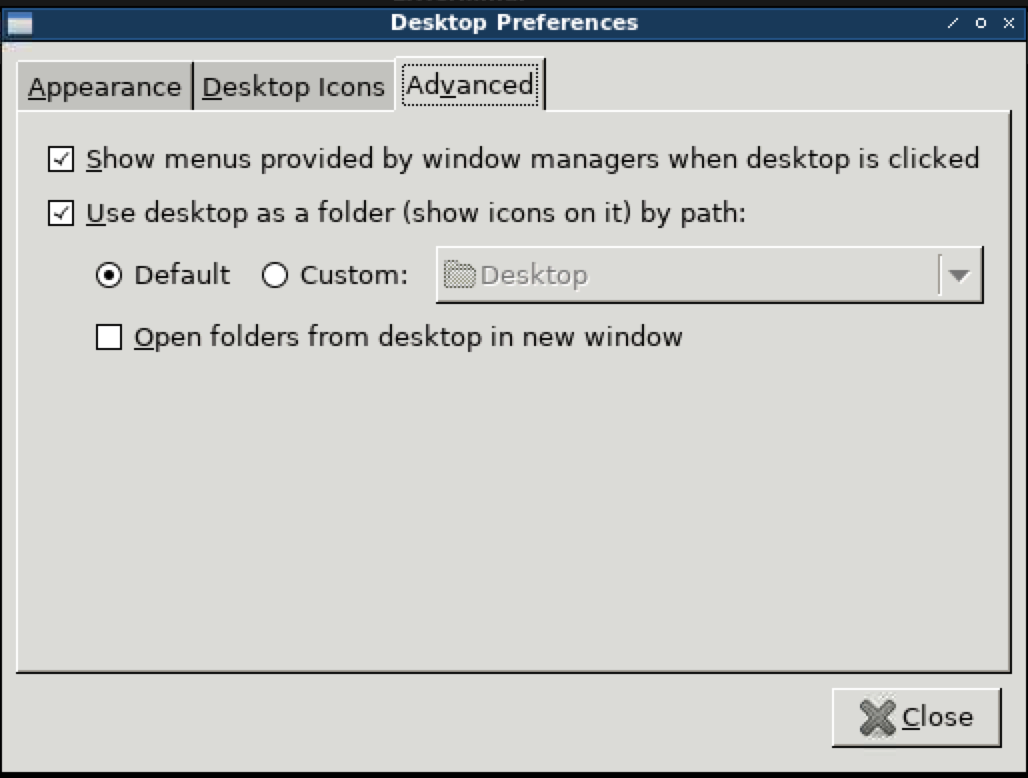 Desktop Preferences
Appearance Desktop Icons Advanced
Show menus provided by window managers when desktop is clicked
Use desktop as a folder (show icons on it) by path:
Default Custom: Desktop
Open folders from desktop in new window
Close